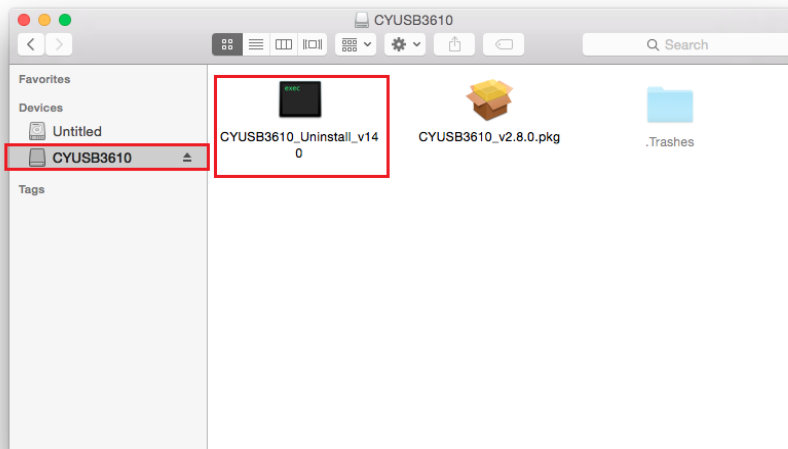 CYUSB3610
Search
Favorites
Devices
Untitled
CYUSB3610
Tags
exec
CYUSB3610_Uninstall_v14
0
CYUSB3610_v2.8.0.pkg
.Trashes